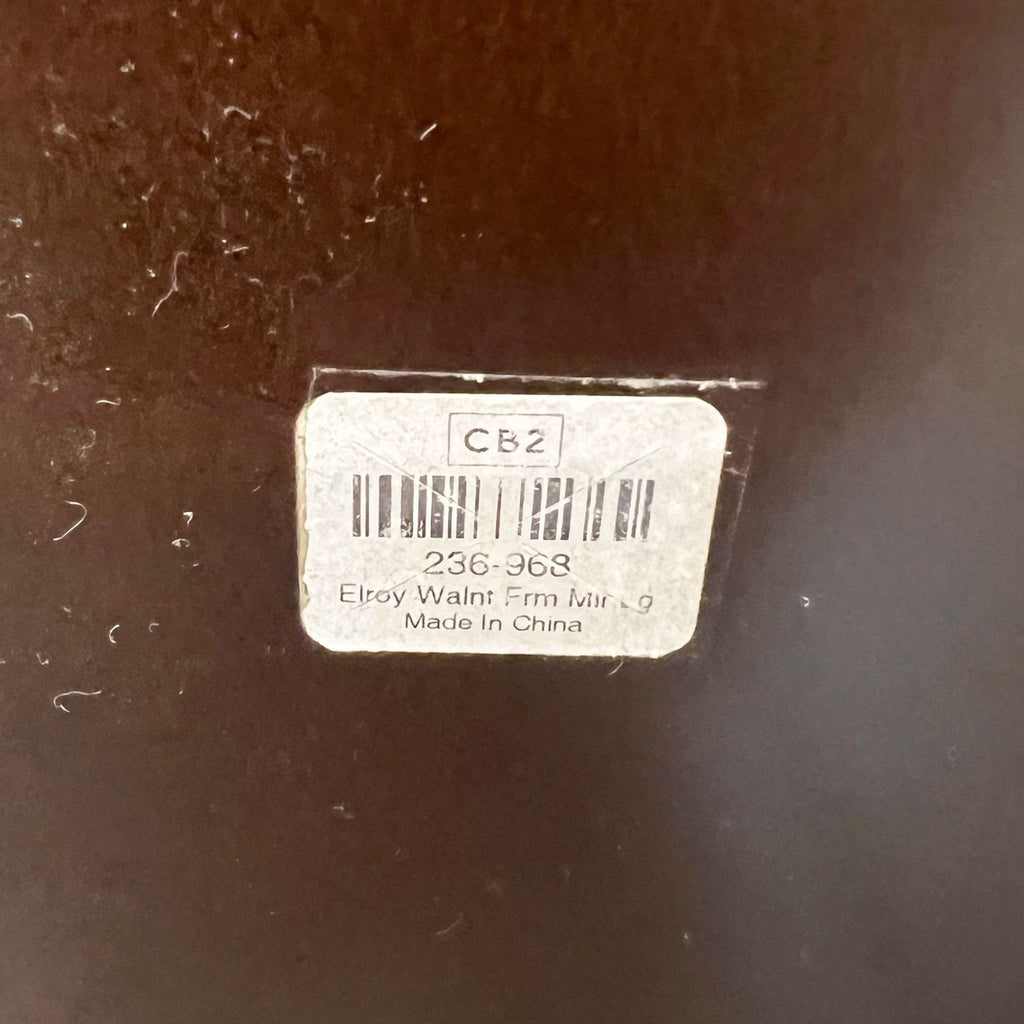 CB2
236-968
Elroy Walnt Frm Mir Lg
Made In China